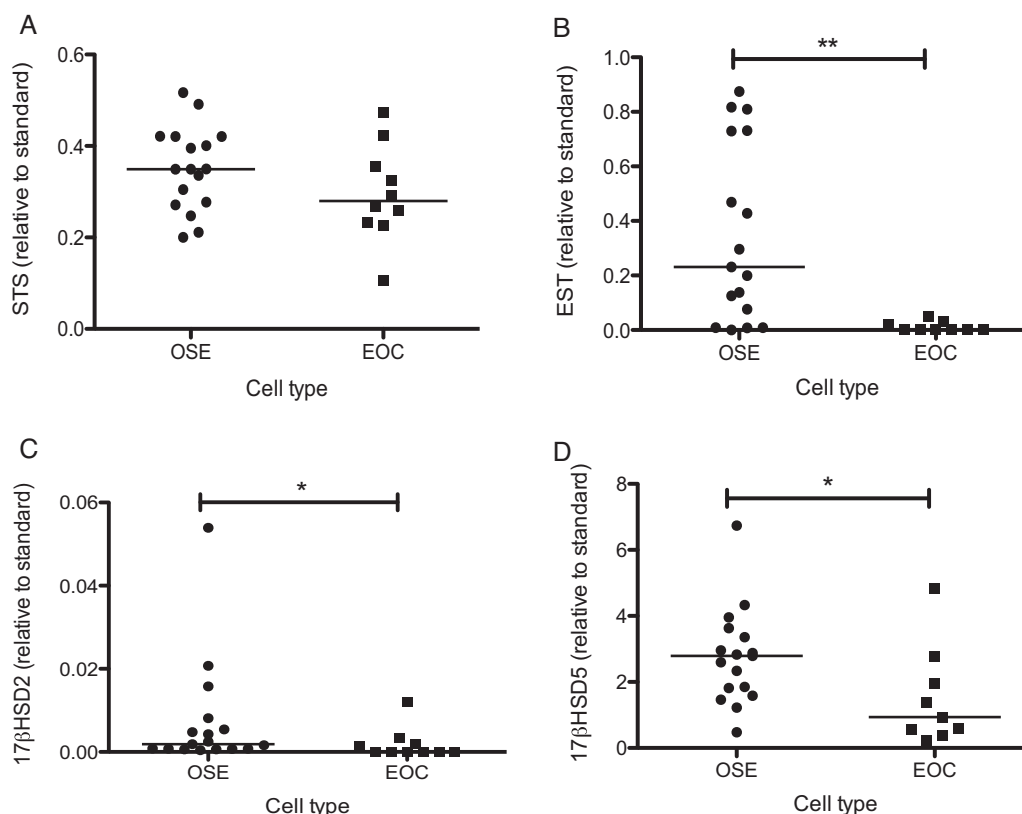 A
STS (relative to standard)
0.6
0.4
0.2
0.0
OSE
EOC
Cell type
B
**
EST (relative to standard)
1.0
0.8
0.6
0.4
0.2
0.0
OSE
EOC
Cell type
C
*
17βHSD2 (relative to standard)
0.06
0.04
0.02
0.00
OSE
EOC
Cell type
D
*
17βHSD5 (relative to standard)
8
6
4
2
0
OSE
EOC
Cell type